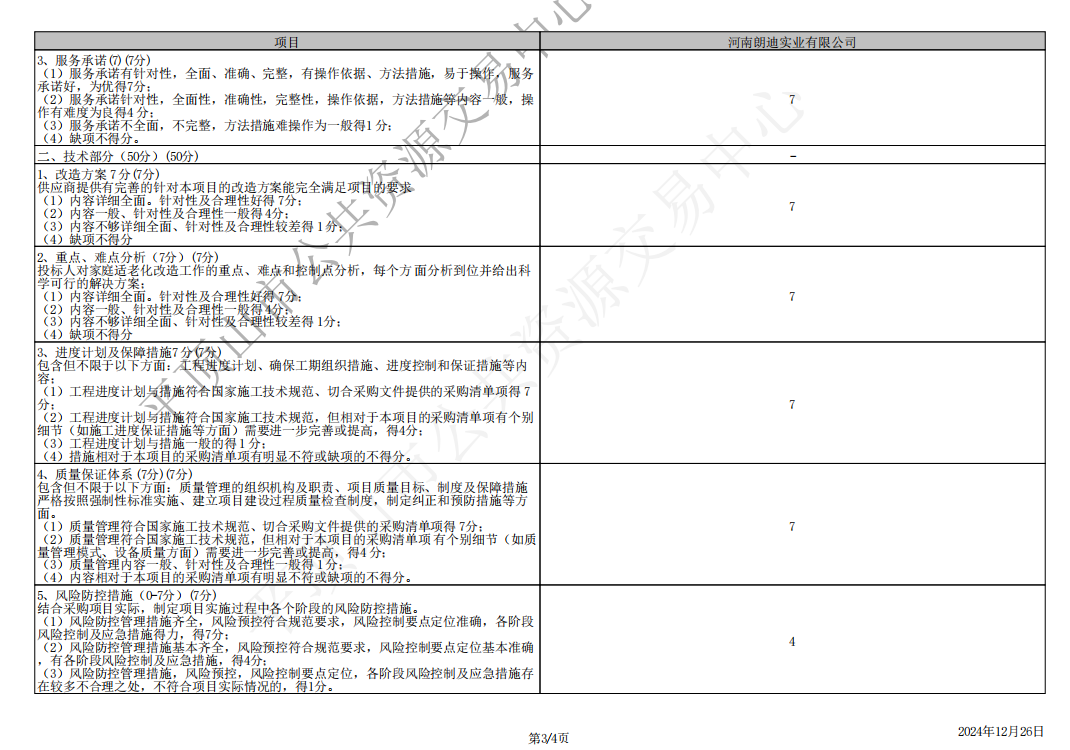 项目
河南朗迪实业有限公司
3、服务承诺(7)(7分)
（1）服务承诺有针对性，全面、准确、完整，有操作依据、方法措施，易于操作，服务
承诺好，为优得7分；
（2）服务承诺针对性，全面性，准确性，完整性，操作依据，方法措施等内容一般，操
作有难度为良得4 分；
（3）服务承诺不全面，不完整，方法措施难操作为一般得1 分；
（4）缺项不得分。
7
二、技术部分（50分）(50分)
-
1、改造方案 7 分(7分)
供应商提供有完善的针对本项目的改造方案能完全满足项目的要求
（1）内容详细全面。针对性及合理性好得 7分；
（2）内容一般、针对性及合理性一般得 4分；
（3）内容不够详细全面、针对性及合理性较差得 1 分；
（4）缺项不得分
7
2、重点、难点分析（7分）(7分)
投标人对家庭适老化改造工作的重点、难点和控制点分析，每个方面分析到位并给出科
学可行的解决方案；
（1）内容详细全面。针对性及合理性好得 7分；
（2）内容一般、针对性及合理性一般得 4分；
（3）内容不够详细全面、针对性及合理性较差得 1分；
（4）缺项不得分
7
3、进度计划及保障措施7 分(7分)
包含但不限于以下方面：工程进度计划、确保工期组织措施、进度控制和保证措施等内
容；
（1）工程进度计划与措施符合国家施工技术规范、切合采购文件提供的采购清单项得 7
分；
（2）工程进度计划与措施符合国家施工技术规范，但相对于本项目的采购清单项有个别
细节（如施工进度保证措施等方面）需要进一步完善或提高，得4分；
（3）工程进度计划与措施一般的得 1 分；
（4）措施相对于本项目的采购清单项有明显不符或缺项的不得分。
7
4、质量保证体系 (7分)(7分)
包含但不限于以下方面：质量管理的组织机构及职责、项目质量目标、制度及保障措施
严格按照强制性标准实施、建立项目建设过程质量检查制度，制定纠正和预防措施等方
面。
（1）质量管理符合国家施工技术规范、切合采购文件提供的采购清单项得 7分；
（2）质量管理符合国家施工技术规范，但相对于本项目的采购清单项 有个别细节（如质
量管理模式、设备质量方面）需要进一步完善或提高，得4 分；
（3）质量管理内容一般、针对性及合理性一般得 1 分；
（4）内容相对于本项目的采购清单项有明显不符或缺项的不得分。
7
5、风险防控措施（0-7分）(7分)
结合采购项目实际，制定项目实施过程中各个阶段的风险防控措施。
（1）风险防控管理措施齐全，风险预控符合规范要求，风险控制要点定位准确，各阶段
风险控制及应急措施得力，得7分；
（2）风险防控管理措施基本齐全，风险预控符合规范要求，风险控制要点定位基本准确
，有各阶段风险控制及应急措施，得4分；
（3）风险防控管理措施，风险预控，风险控制要点定位，各阶段风险控制及应急措施存
在较多不合理之处，不符合项目实际情况的，得1分。
4
平顶山市公共资源交易中心
平顶山市公共资源交易中心
第3/4页
2024年12月26日